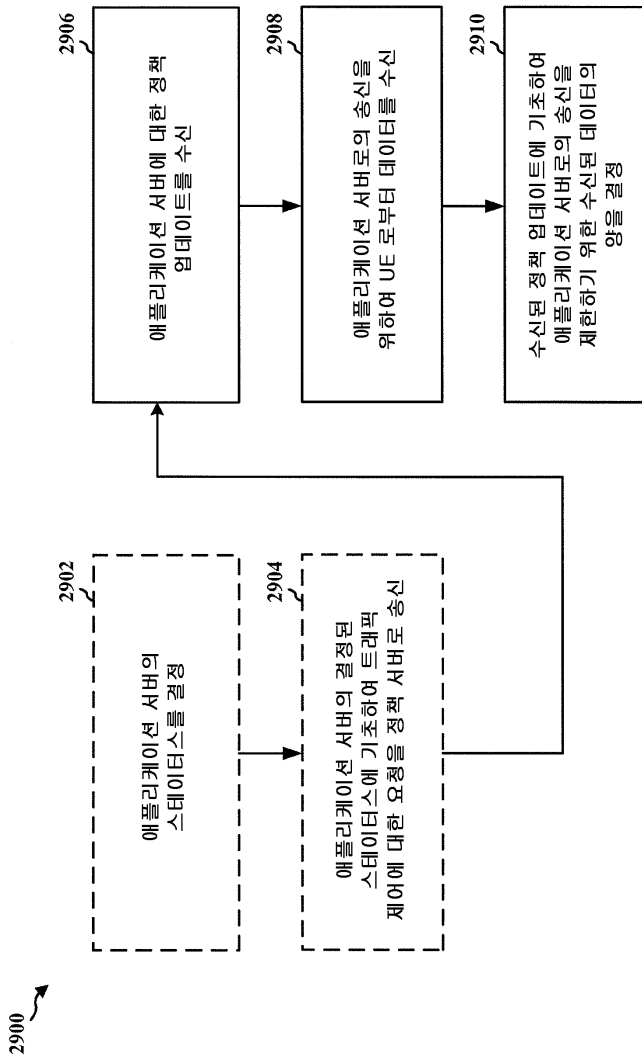 2900
2902
애플리케이션 서버의
스테이터스를 결정
2904
애플리케이션 서버의 결정된
스테이터스에 기초하여 트래픽
제어에 대한 요청을 정책 서버로 송신
2906
애플리케이션 서버에 대한 정책
업데이트를 수신
2908
애플리케이션 서버로의 송신을
위하여 UE 로부터 데이터를 수신
2910
수신된 정책 업데이트에 기초하여
애플리케이션 서버로의 송신을
제한하기 위한 수신된 데이터의
양을 결정